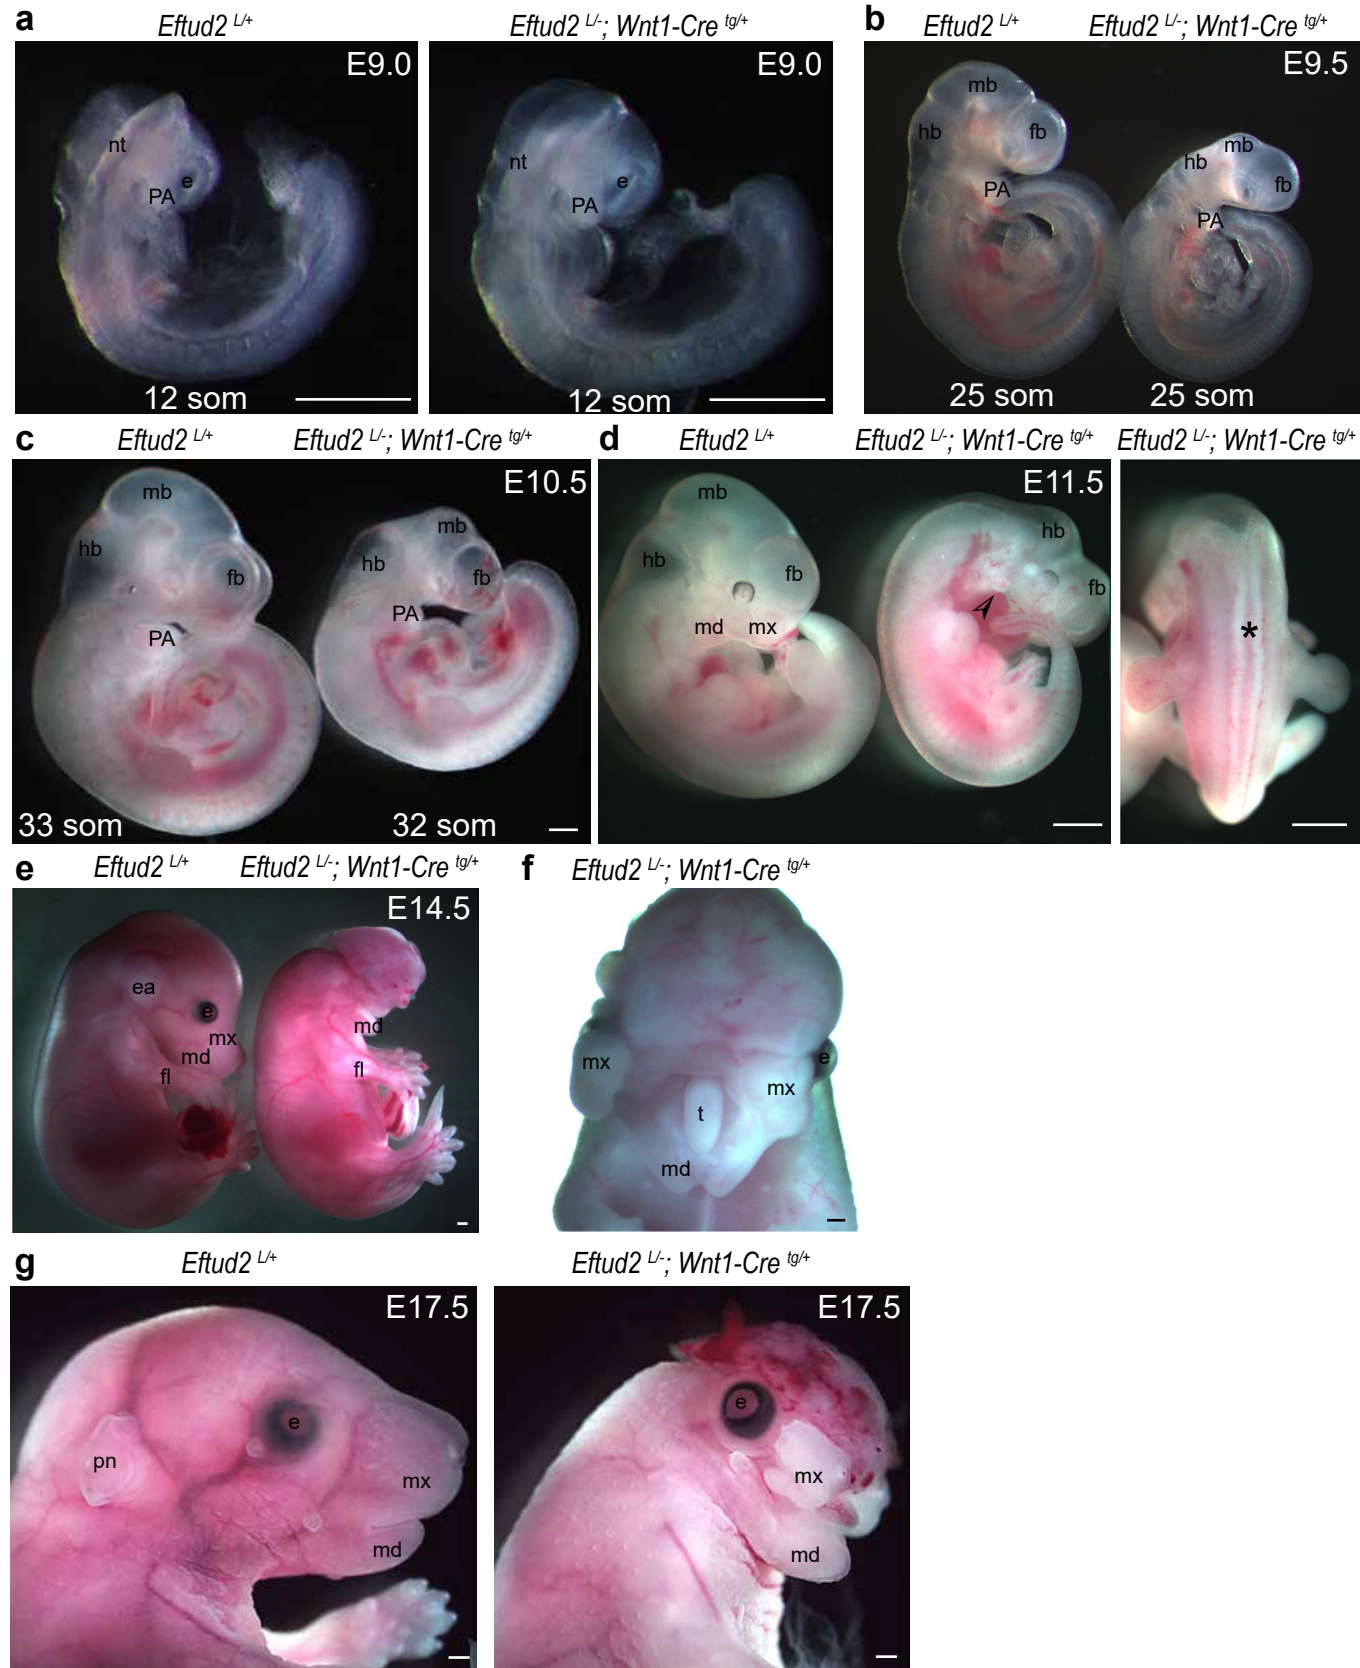 a Eftud2 L/+ Eftud2 L/-; Wnt1-Cre tg/+
E9.0 E9.0
nt PA e nt PA e
12 som 12 som
b Eftud2 L/+ Eftud2 L/-; Wnt1-Cre tg/+
E9.5
mb
hb fb mb
hb fb
PA
PA
25 som 25 som
c Eftud2 L/+ Eftud2 L/-; Wnt1-Cre tg/+
E10.5
mb
mb
hb hb
fb fb
PA
PA
33 som 32 som
d Eftud2 L/+ Eftud2 L/-; Wnt1-Cre tg/+ Eftud2 L/-; Wnt1-Cre tg/+
E11.5
mb
hb
hb
fb fb
md mx *
e Eftud2 L/+ Eftud2 L/-; Wnt1-Cre tg/+
E14.5
ea
e
md
mx
md
fl fl
f Eftud2 L/-; Wnt1-Cre tg/+
mx e
mx
t
md
g Eftud2 L/+ Eftud2 L/-; Wnt1-Cre tg/+
E17.5 E17.5
e e
pn mx mx
md md